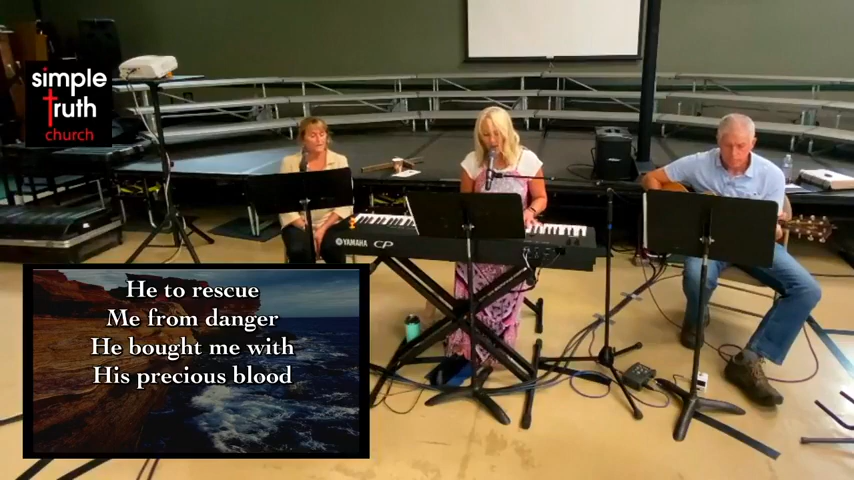 simple
truth
church
YAMAHA CP
He to rescue
Me from danger
He bought me with
His precious blood